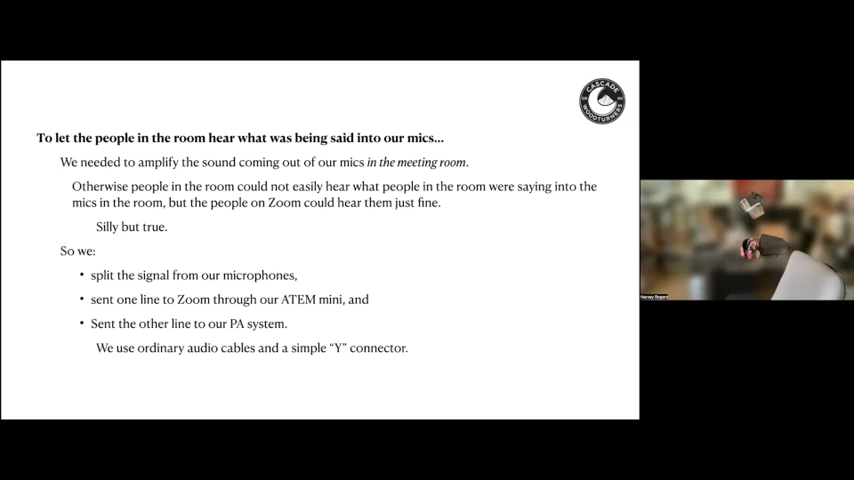 CASCADE
WOODTURNERS
To let the people in the room hear what was being said into our mics...
We needed to amplify the sound coming out of our mics in the meeting room.
Otherwise people in the room could not easily hear what people in the room were saying into the
mics in the room, but the people on Zoom could hear them just fine.
Silly but true.
So we:
• split the signal from our microphones,
• sent one line to Zoom through our ATEM mini, and
• Sent the other line to our PA system.
We use ordinary audio cables and a simple “Y” connector.
Harvey Rogers